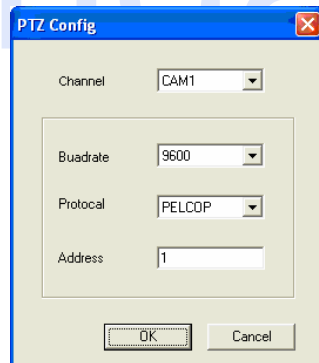 PTZ Config
Channel CAM1
Buadrate 9600
Protocal PELCOP
Address 1
OK Cancel